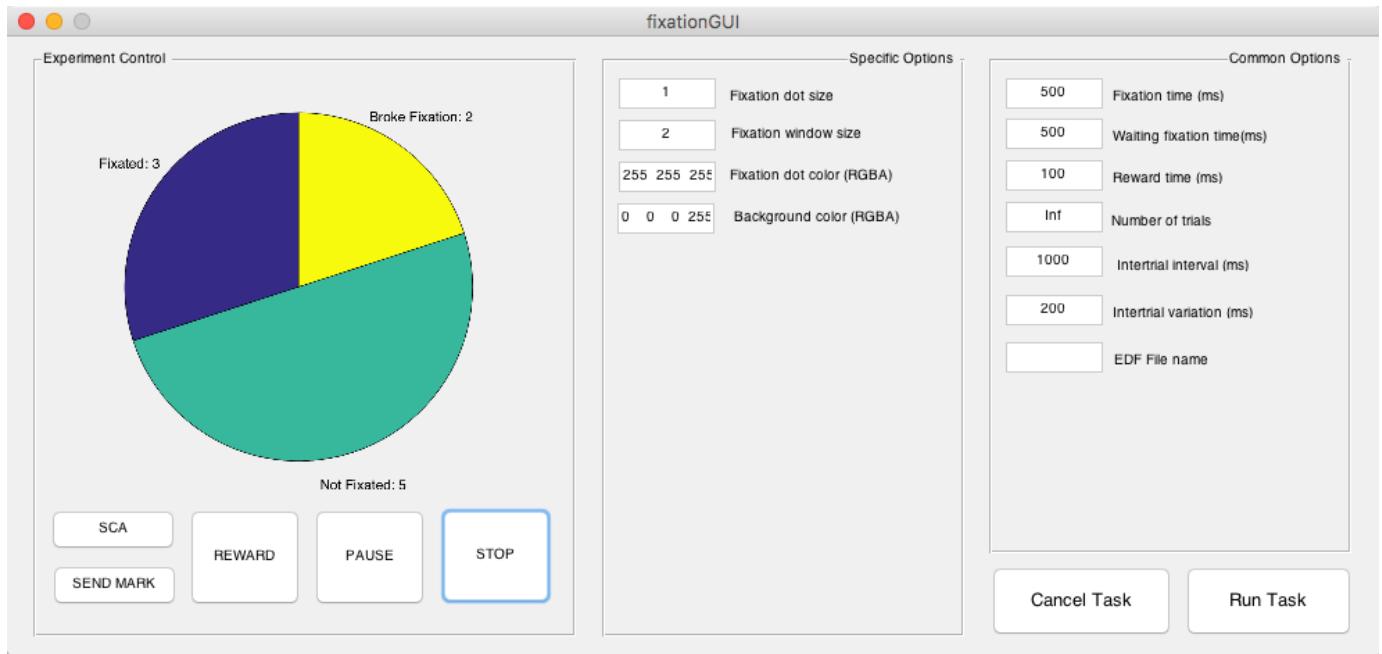 fixationGUI
Experiment Control
Broke Fixation: 2
Fixated: 3
Not Fixated: 5
SCA
SEND MARK
REWARD
PAUSE
STOP
Specific Options
1 Fixation dot size
2 Fixation window size
255 255 255 Fixation dot color (RGBA)
0 0 0 255 Background color (RGBA)
Common Options
500 Fixation time (ms)
500 Waiting fixation time(ms)
100 Reward time (ms)
Inf Number of trials
1000 Intertrial interval (ms)
200 Intertrial variation (ms)
EDF File name
Cancel Task
Run Task